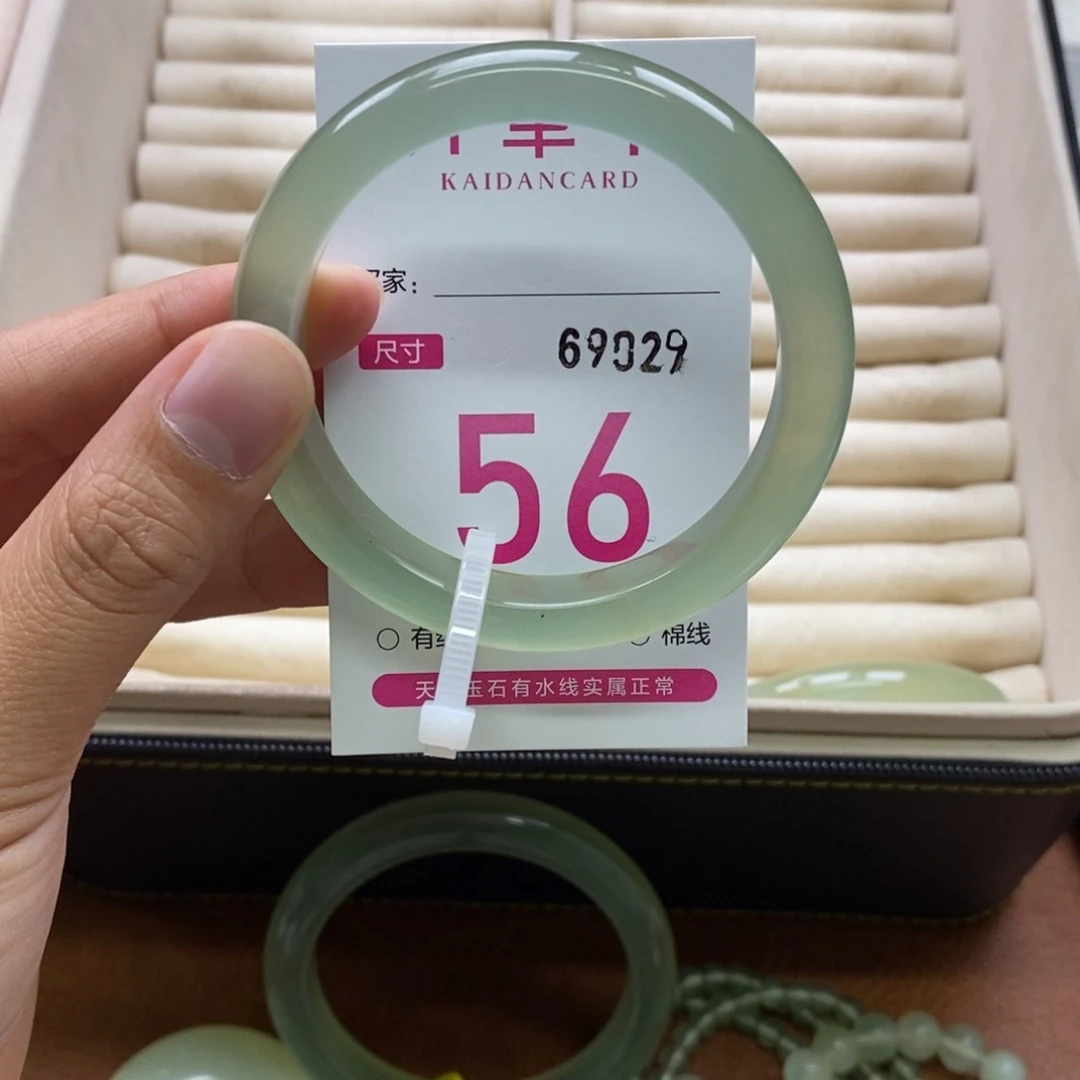 KAIDANCARD
家：
尺寸
69029
56
○ 有 ○ 棉线
天 玉石有水线实属正常